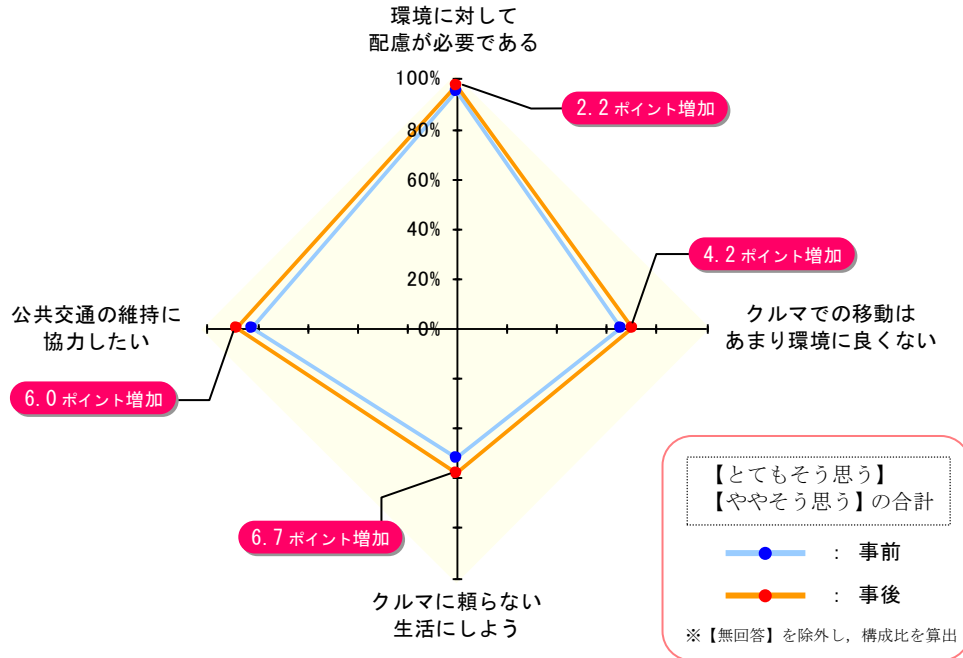 環境に対して
配慮が必要である
100%
2.2 ポイント増加
80%
60%
40%
4.2 ポイント増加
20%
公共交通の維持に
協力したい
0%
クルマでの移動は
あまり環境に良くない
6.0 ポイント増加
6.7 ポイント増加
クルマに頼らない
生活にしよう
【とてもそう思う】
【ややそう思う】の合計
： 事前
： 事後
※【無回答】を除外し，構成比を算出